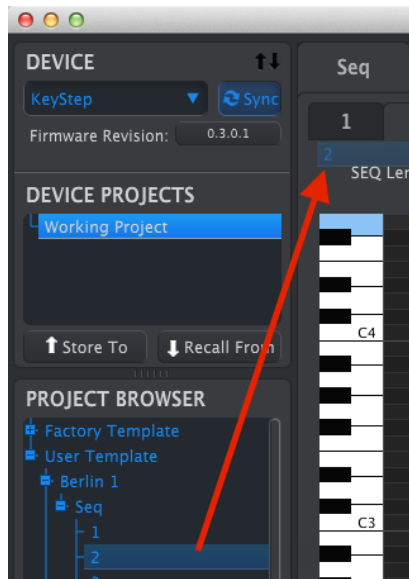 DEVICE
KeyStep
Sync
Firmware Revision:
0.3.0.1
DEVICE PROJECTS
Working Project
Store To
Recall From
PROJECT BROWSER
Factory Template
User Template
Berlin 1
Seq
1
2
Seq
1
2
SEQ Len
C4
C3